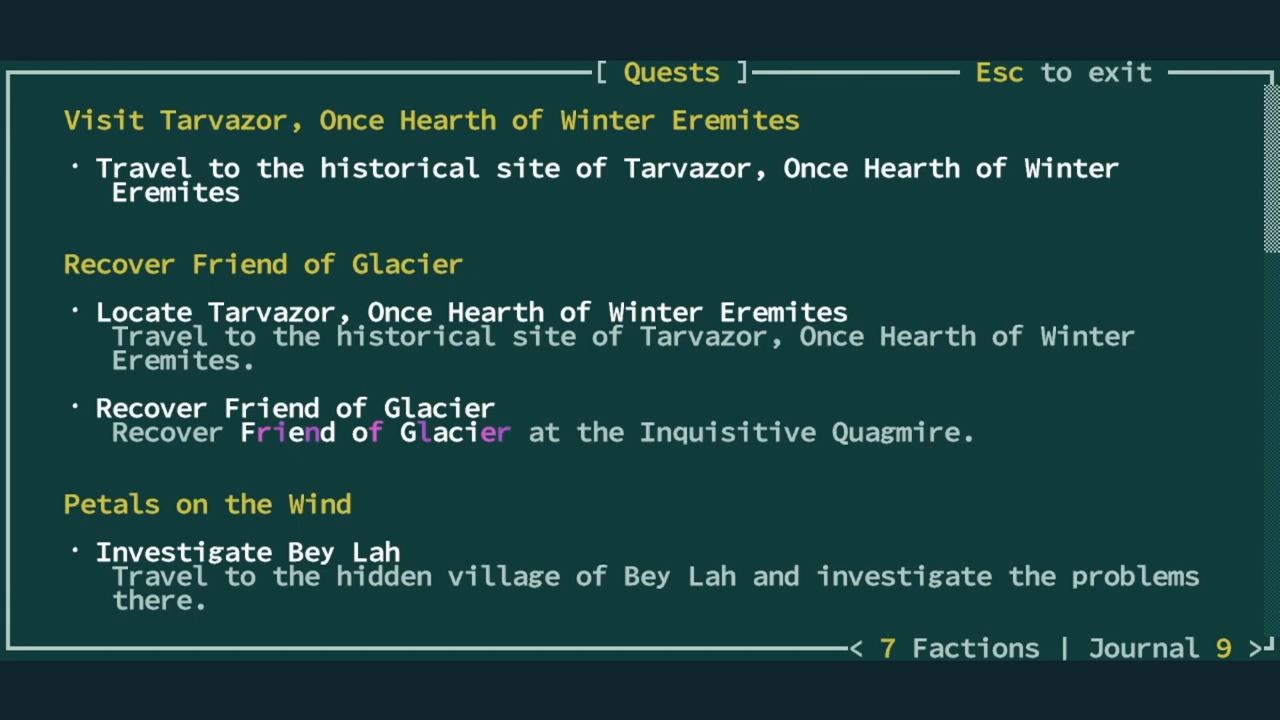 [ Quests ] Esc to exit
Visit Tarvazor, Once Hearth of Winter Eremites
· Travel to the historical site of Tarvazor, Once Hearth of Winter
Eremites
Recover Friend of Glacier
· Locate Tarvazor, Once Hearth of Winter Eremites
Travel to the historical site of Tarvazor, Once Hearth of Winter
Eremites.
· Recover Friend of Glacier
Recover Friend of Glacier at the Inquisitive Quagmire.
Petals on the Wind
· Investigate Bey Lah
Travel to the hidden village of Bey Lah and investigate the problems
there.
< 7 Factions | Journal 9 >